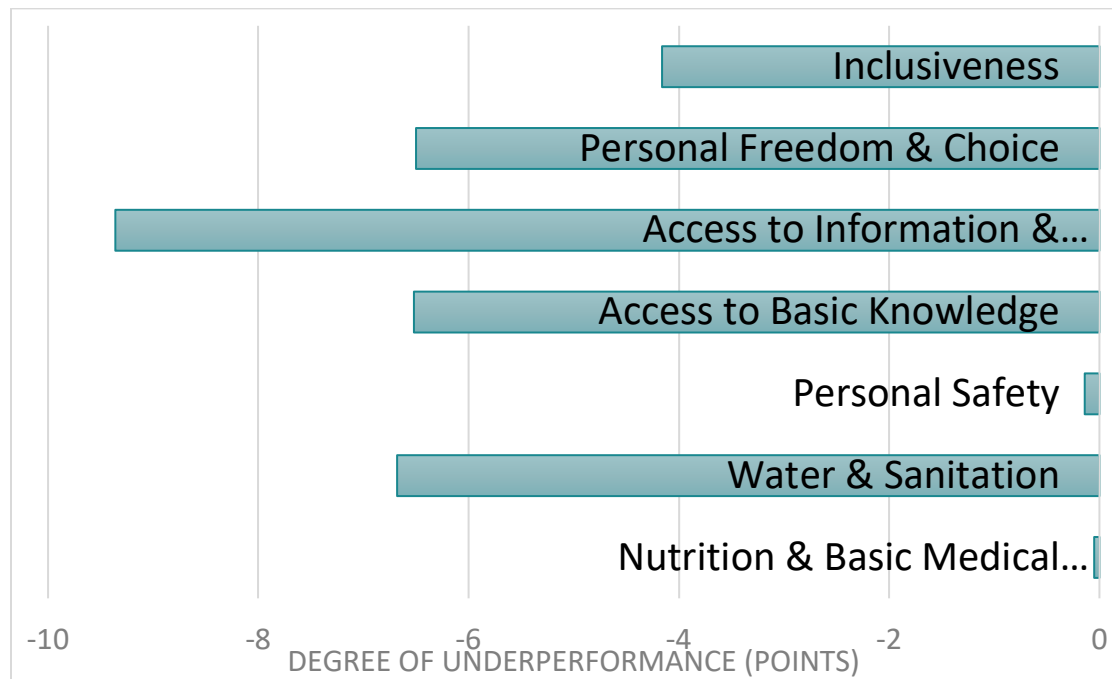 Inclusiveness
Personal Freedom & Choice
Access to Information &...
Access to Basic Knowledge
Personal Safety
Water & Sanitation
Nutrition & Basic Medical...
-10 -8 -6 -4 -2 0
DEGREE OF UNDERPERFORMANCE (POINTS)